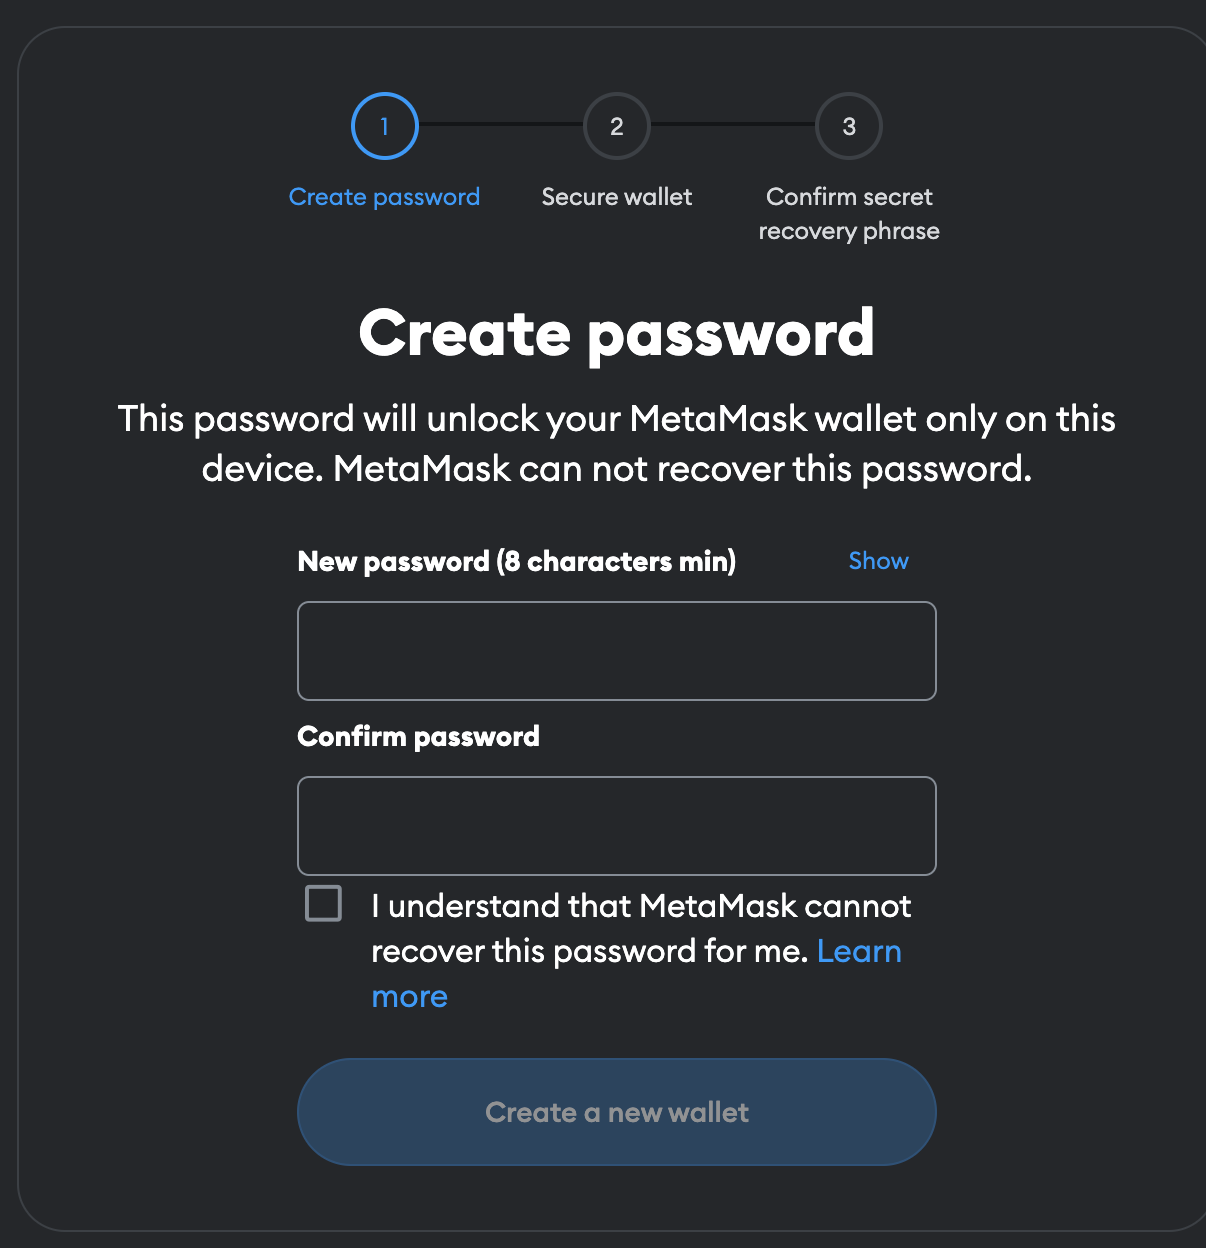 1
2
3
Create password
Secure wallet
Confirm secret
recovery phrase
Create password
This password will unlock your MetaMask wallet only on this
device. MetaMask can not recover this password.
New password (8 characters min)
Show
Confirm password
I understand that MetaMask cannot
recover this password for me. Learn
more
Create a new wallet